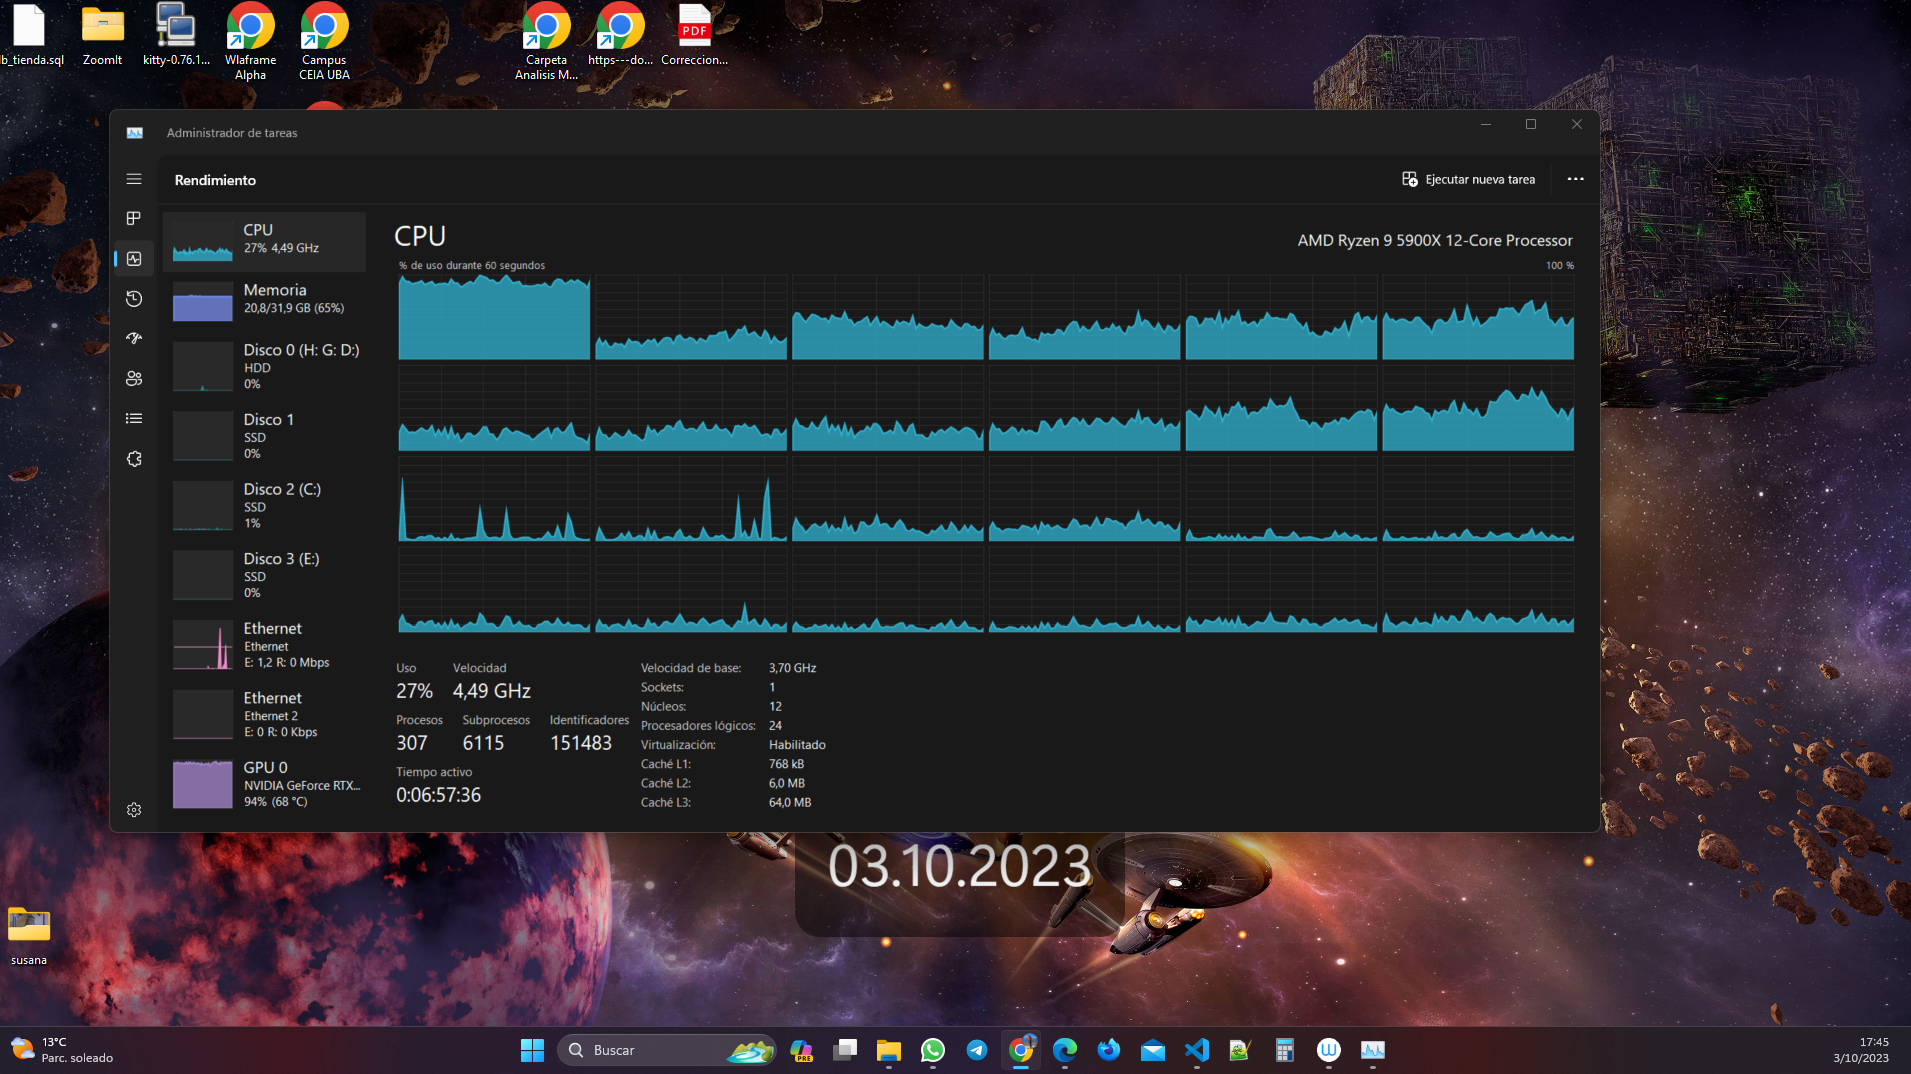 lb_tienda.sql
ZoomIt
kitty-0.76.1...
Wlaframe
Alpha
Campus
CEIA UBA
Carpeta
Analisis M...
https---do...
PDF
Correccion...
Administrador de tareas
Rendimiento
Ejecutar nueva tarea
CPU
27% 4,49 GHz
Memoria
20,8/31,9 GB (65%)
Disco 0 (H: G: D:)
HDD
0%
Disco 1
SSD
0%
Disco 2 (C:)
SSD
1%
Disco 3 (E:)
SSD
0%
Ethernet
Ethernet
E: 1,2 R: 0 Mbps
Ethernet
Ethernet 2
E: 0 R: 0 Kbps
GPU 0
NVIDIA GeForce RTX...
94% (68 °C)
CPU
AMD Ryzen 9 5900X 12-Core Processor
% de uso durante 60 segundos
100 %
Uso
27%
Velocidad
4,49 GHz
Procesos
307
Subprocesos
6115
Identificadores
151483
Tiempo activo
0:06:57:36
Velocidad de base: 3,70 GHz
Sockets: 1
Núcleos: 12
Procesadores lógicos: 24
Virtualización: Habilitado
Caché L1: 768 kB
Caché L2: 6,0 MB
Caché L3: 64,0 MB
03.10.2023
susana
13°C
Parc. soleado
Buscar
PRE
17:45
3/10/2023